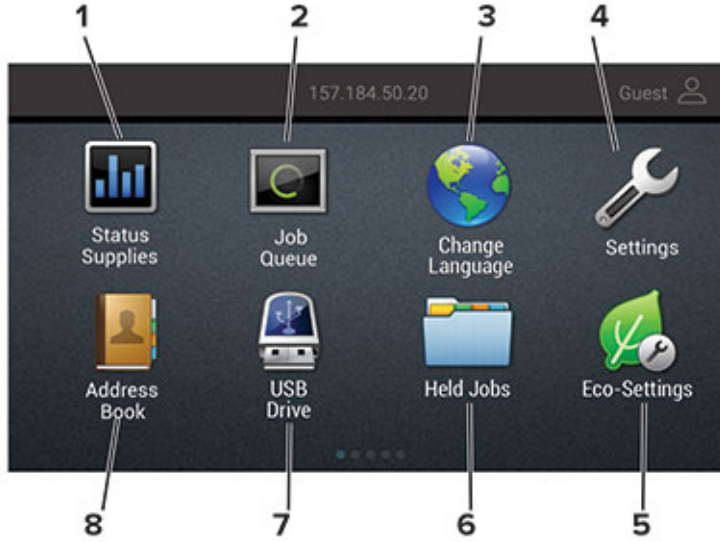 1 2 3 4
157.184.50.20 Guest
Status
Supplies
Job
Queue
Change
Language
Settings
Address
Book
USB
Drive
Held Jobs
Eco-Settings
8 7 6 5